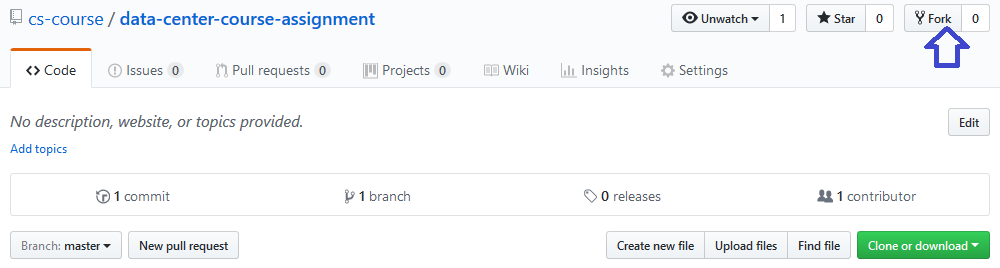 cs-course / data-center-course-assignment
Unwatch 1 Star 0 Fork 0
Code Issues 0 Pull requests 0 Projects 0 Wiki Insights Settings
No description, website, or topics provided. Edit
Add topics
1 commit 1 branch 0 releases 1 contributor
Branch: master New pull request Create new file Upload files Find file Clone or download